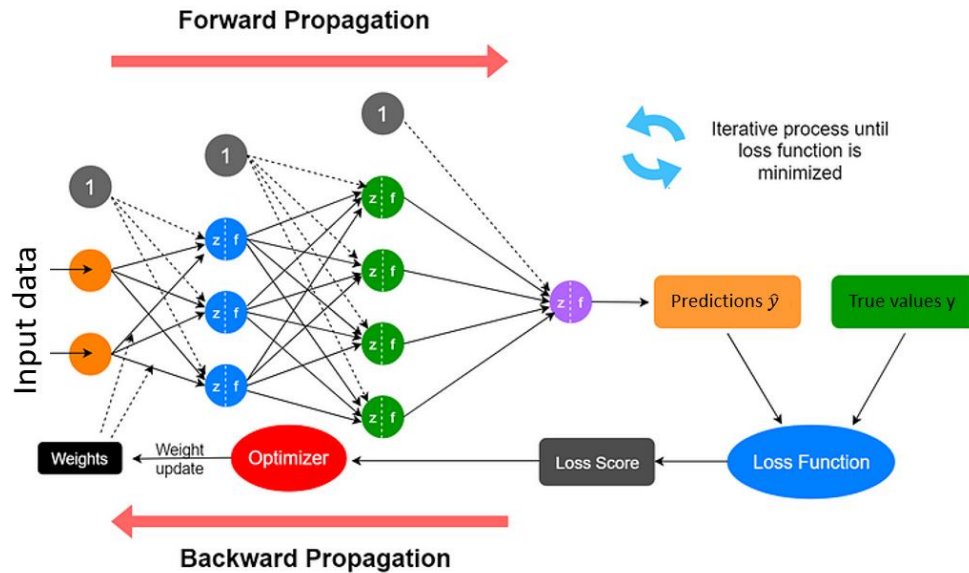 Forward Propagation
1
1
1
Iterative process until
loss function is
minimized
z f
z f
z f
z f
z f
z f
z f
z f
Input data
Predictions ŷ
True values y
Weights
Weight
update
Optimizer
Loss Score
Loss Function
Backward Propagation